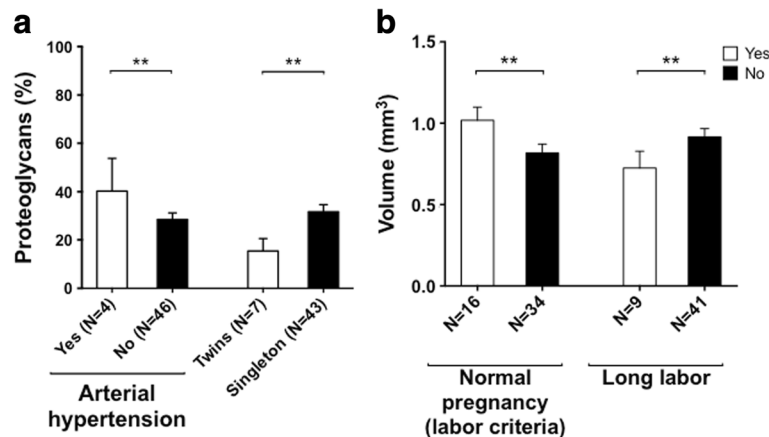 a
Proteoglycans (%)
100
80
60
40
20
0
**
**
Yes (N=4)
No (N=46)
Twins (N=7)
Singleton (N=43)
Arterial
hypertension
b
Volume (mm³)
1.5
1.0
0.5
0.0
**
**
Yes
No
N=16
N=34
N=9
N=41
Normal
pregnancy
(labor criteria)
Long labor